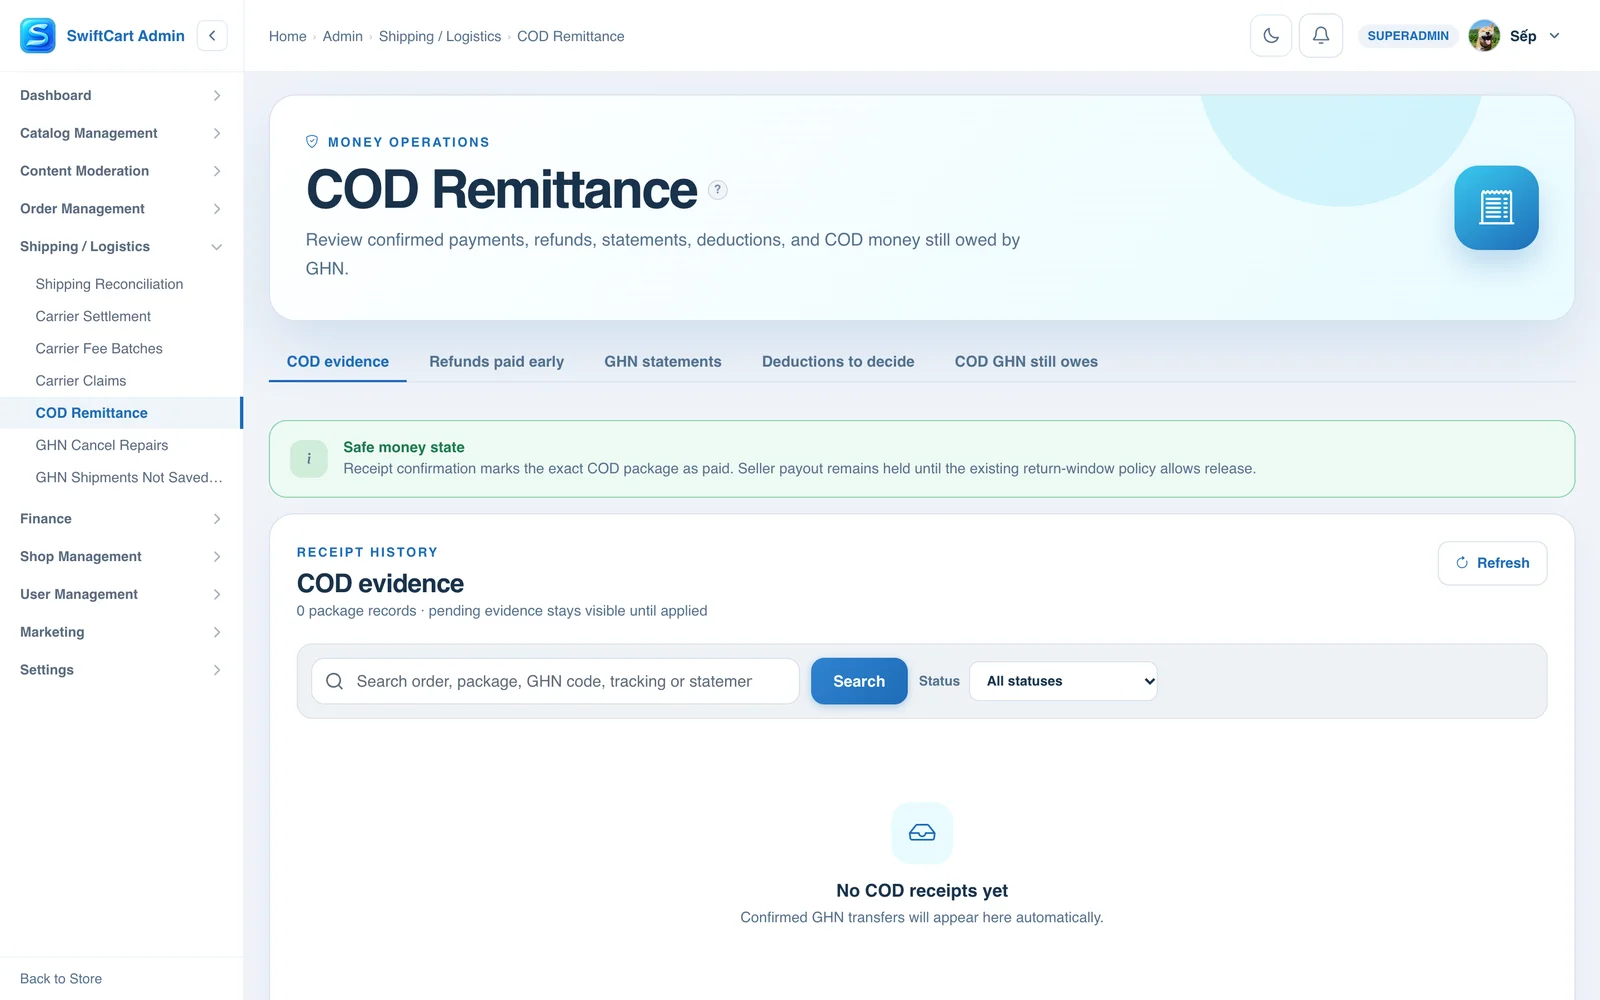 SwiftCart Admin
Home › Admin › Shipping / Logistics › COD Remittance
SUPERADMIN
Sếp
Dashboard
Catalog Management
Content Moderation
Order Management
Shipping / Logistics
Shipping Reconciliation
Carrier Settlement
Carrier Fee Batches
Carrier Claims
COD Remittance
GHN Cancel Repairs
GHN Shipments Not Saved…
Finance
Shop Management
User Management
Marketing
Settings
Back to Store
MONEY OPERATIONS
COD Remittance ?
Review confirmed payments, refunds, statements, deductions, and COD money still owed by
GHN.
COD evidence
Refunds paid early
GHN statements
Deductions to decide
COD GHN still owes
i
Safe money state
Receipt confirmation marks the exact COD package as paid. Seller payout remains held until the existing return-window policy allows release.
RECEIPT HISTORY
COD evidence
0 package records · pending evidence stays visible until applied
Refresh
Search order, package, GHN code, tracking or statemer
Search
Status
All statuses
No COD receipts yet
Confirmed GHN transfers will appear here automatically.